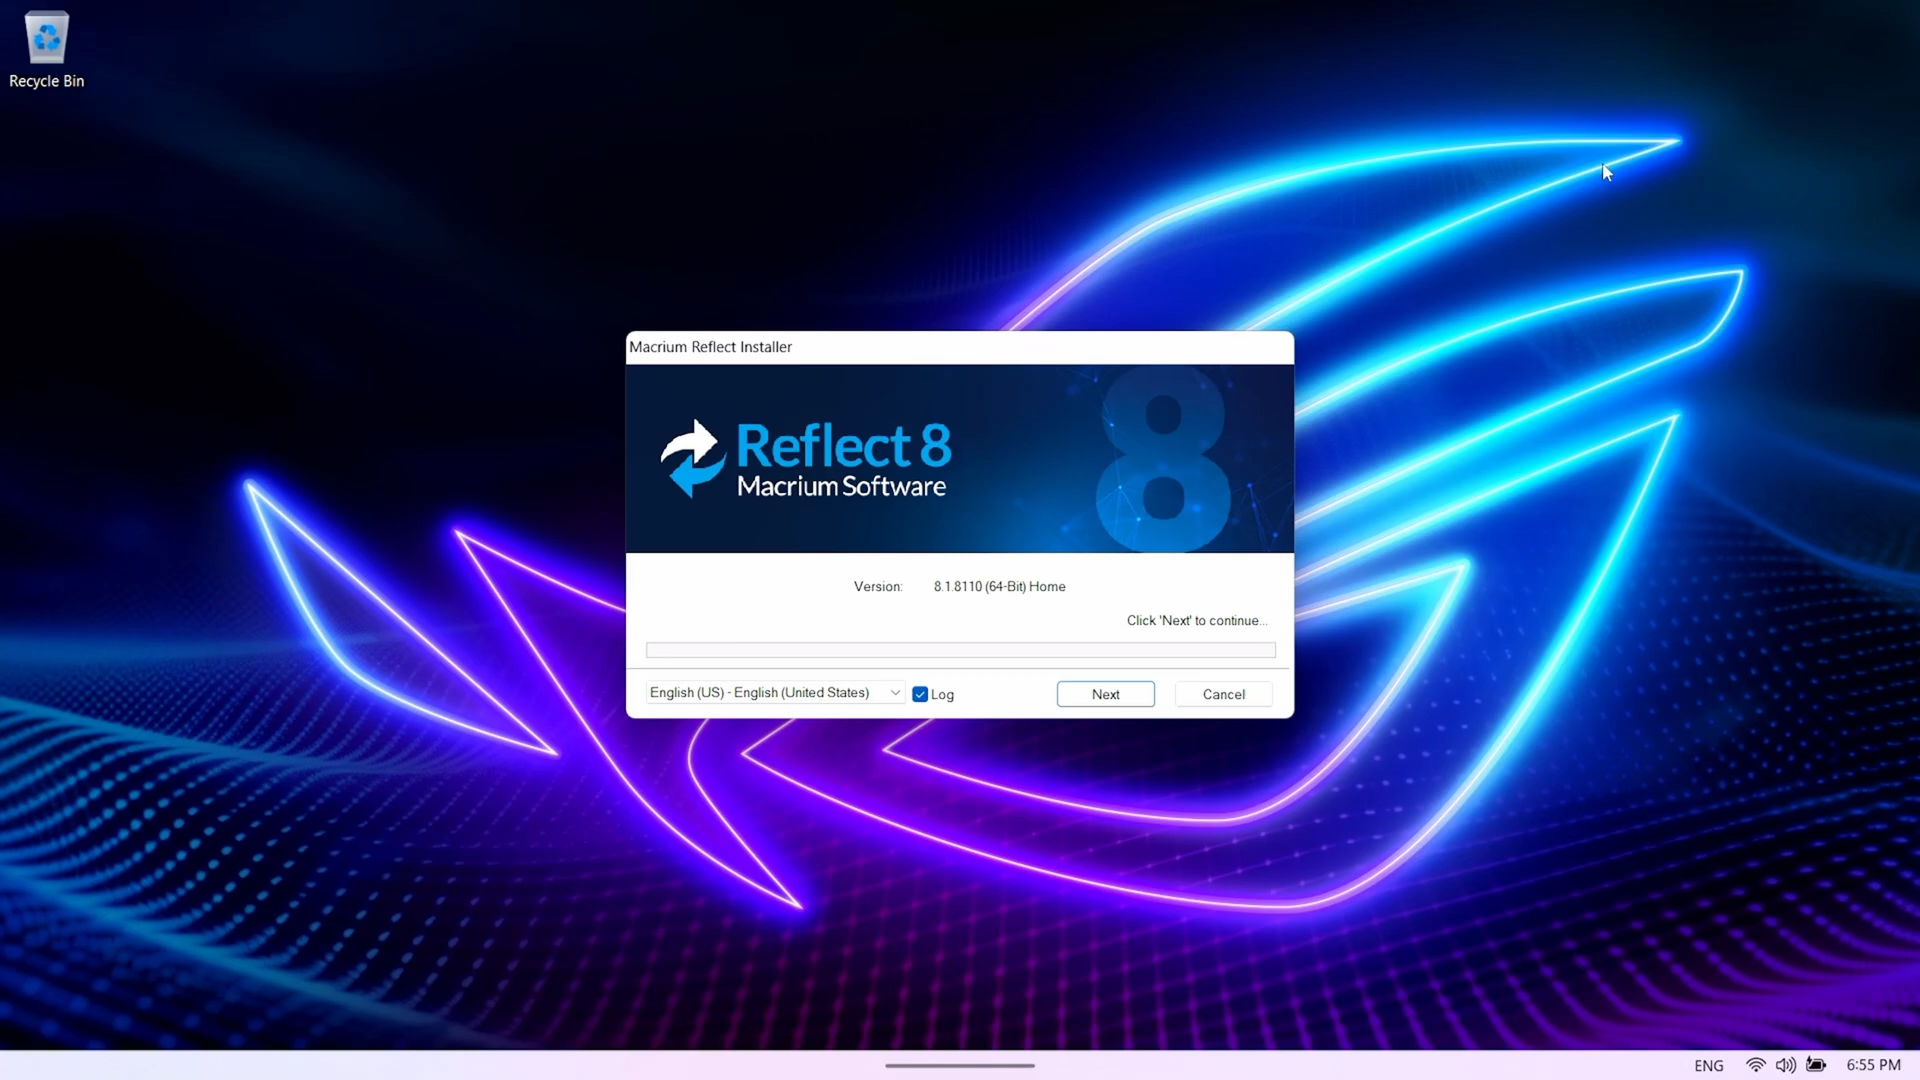 Recycle Bin
Macrium Reflect Installer
Reflect 8
Macrium Software
8
Version: 8.1.8110 (64-Bit) Home
Click 'Next' to continue...
English (US) - English (United States) Log Next Cancel
ENG 6:55 PM